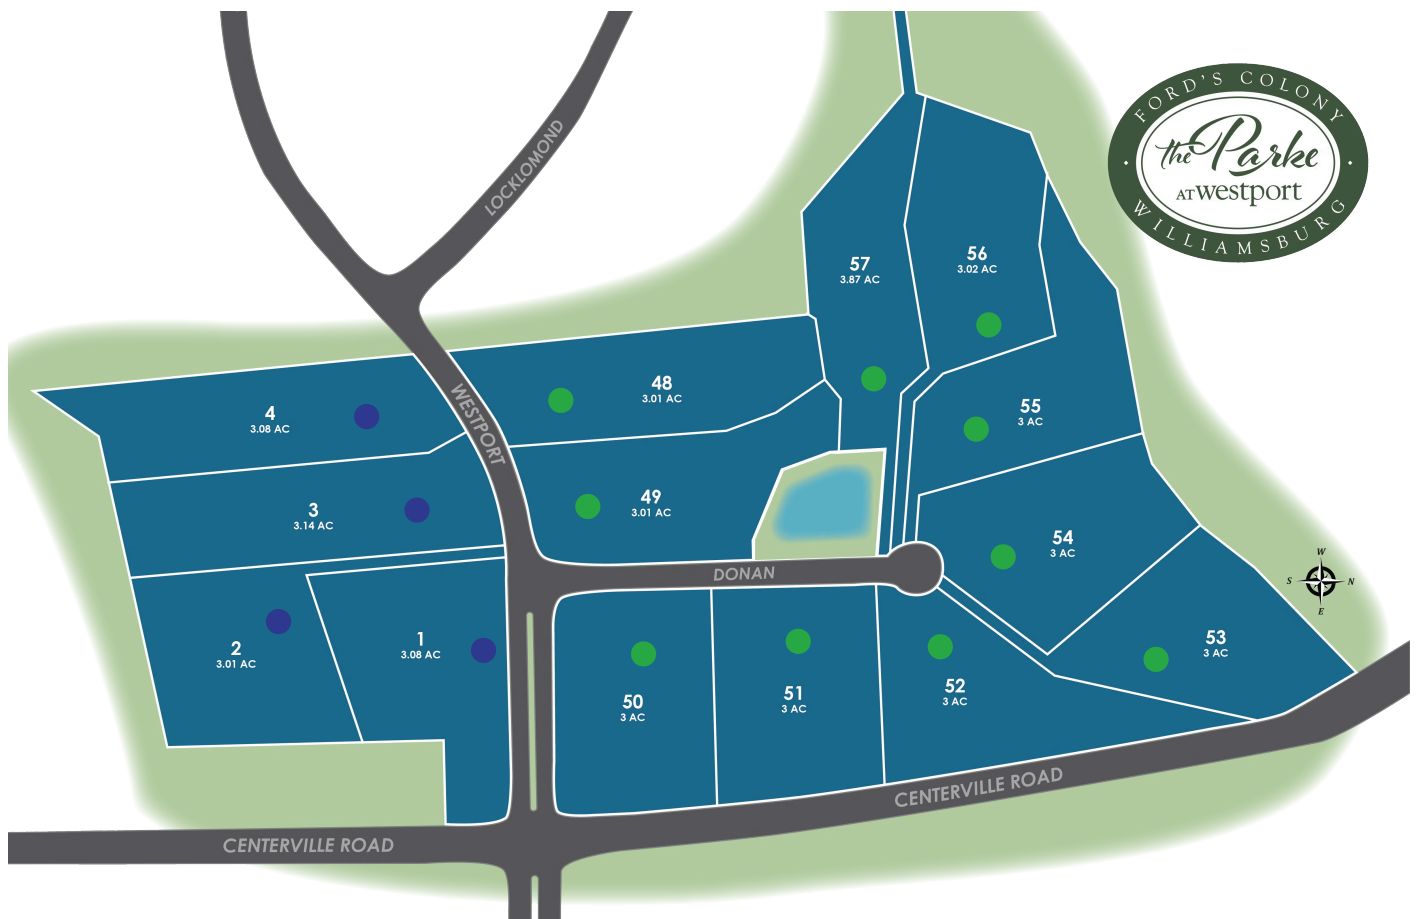 FORD'S COLONY
the Parke
AT westport
WILLIAMSBURG
LOCKLOMOND
57
3.87 AC
56
3.02 AC
48
3.01 AC
4
3.08 AC
WESTPORT
55
3 AC
49
3.01 AC
3
3.14 AC
54
3 AC
W
S
N
E
DONAN
2
3.01 AC
1
3.08 AC
53
3 AC
50
3 AC
51
3 AC
52
3 AC
CENTERVILLE ROAD
CENTERVILLE ROAD